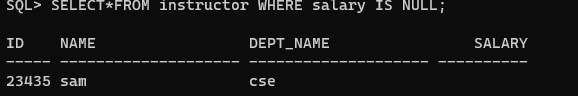 SQL> SELECT*FROM instructor WHERE salary IS NULL;
ID    NAME                 DEPT_NAME                SALARY
----- -------------------- -------------------- ----------
23435 sam                  cse